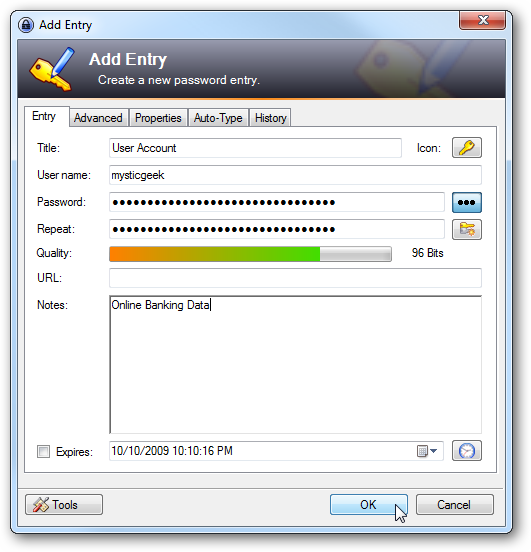 Add Entry
Add Entry
Create a new password entry.
Entry Advanced Properties Auto-Type History
Title: User Account Icon:
User name: mysticgeek
Password: ●●●●●●●●●●●●●●●●●●●●●●●●●●●●●●●● •••
Repeat: ●●●●●●●●●●●●●●●●●●●●●●●●●●●●●●●●
Quality: 96 Bits
URL:
Notes: Online Banking Data
Expires: 10/10/2009 10:10:16 PM
Tools OK Cancel